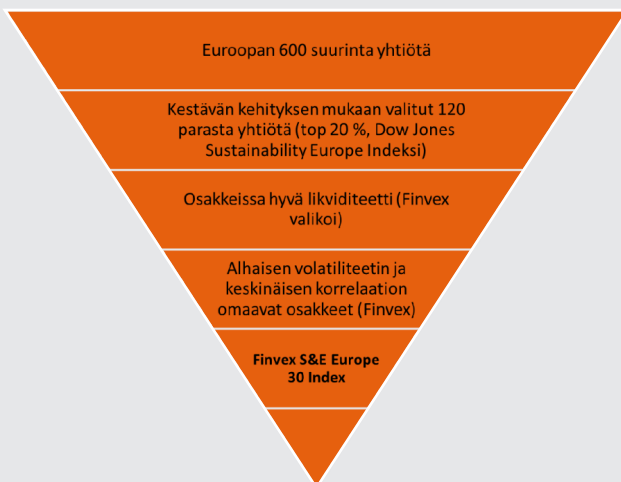 Euroopan 600 suurinta yhtiötä
Kestävän kehityksen mukaan valitut 120
parasta yhtiötä (top 20 %, Dow Jones
Sustainability Europe Indeksi)
Osakkeissa hyvä likviditeetti (Finvex
valikoi)
Alhaisen volatiliteetin ja
keskinäisen korrelaation
omaavat osakkeet (Finvex)
Finvex S&E Europe
30 Index